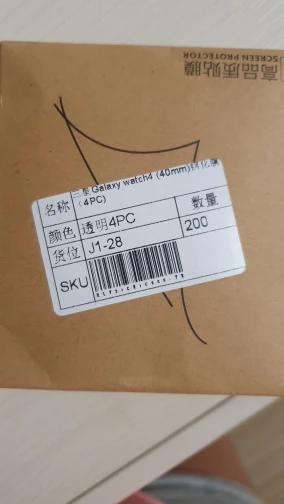 高品质贴膜
SCREEN PROTECTOR
名称 三星Galaxy watch4 (40mm)科化膜
(4PC)
颜色 透明4PC 数量
货位 J1-28 200
SKU